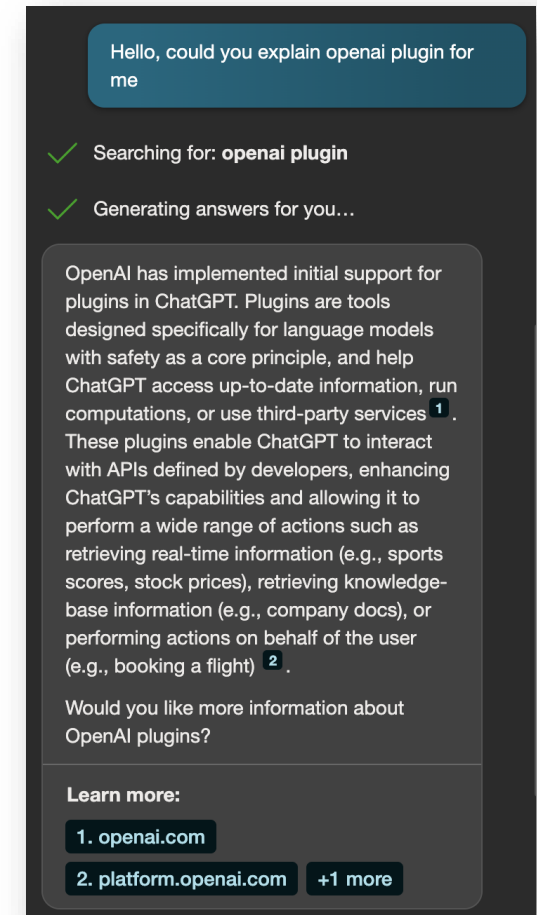 Hello, could you explain openai plugin for
me
Searching for: openai plugin
Generating answers for you...
OpenAI has implemented initial support for
plugins in ChatGPT. Plugins are tools
designed specifically for language models
with safety as a core principle, and help
ChatGPT access up-to-date information, run
computations, or use third-party services 1 .
These plugins enable ChatGPT to interact
with APIs defined by developers, enhancing
ChatGPT's capabilities and allowing it to
perform a wide range of actions such as
retrieving real-time information (e.g., sports
scores, stock prices), retrieving knowledge-
base information (e.g., company docs), or
performing actions on behalf of the user
(e.g., booking a flight) 2 .
Would you like more information about
OpenAI plugins?
Learn more:
1. openai.com
2. platform.openai.com +1 more